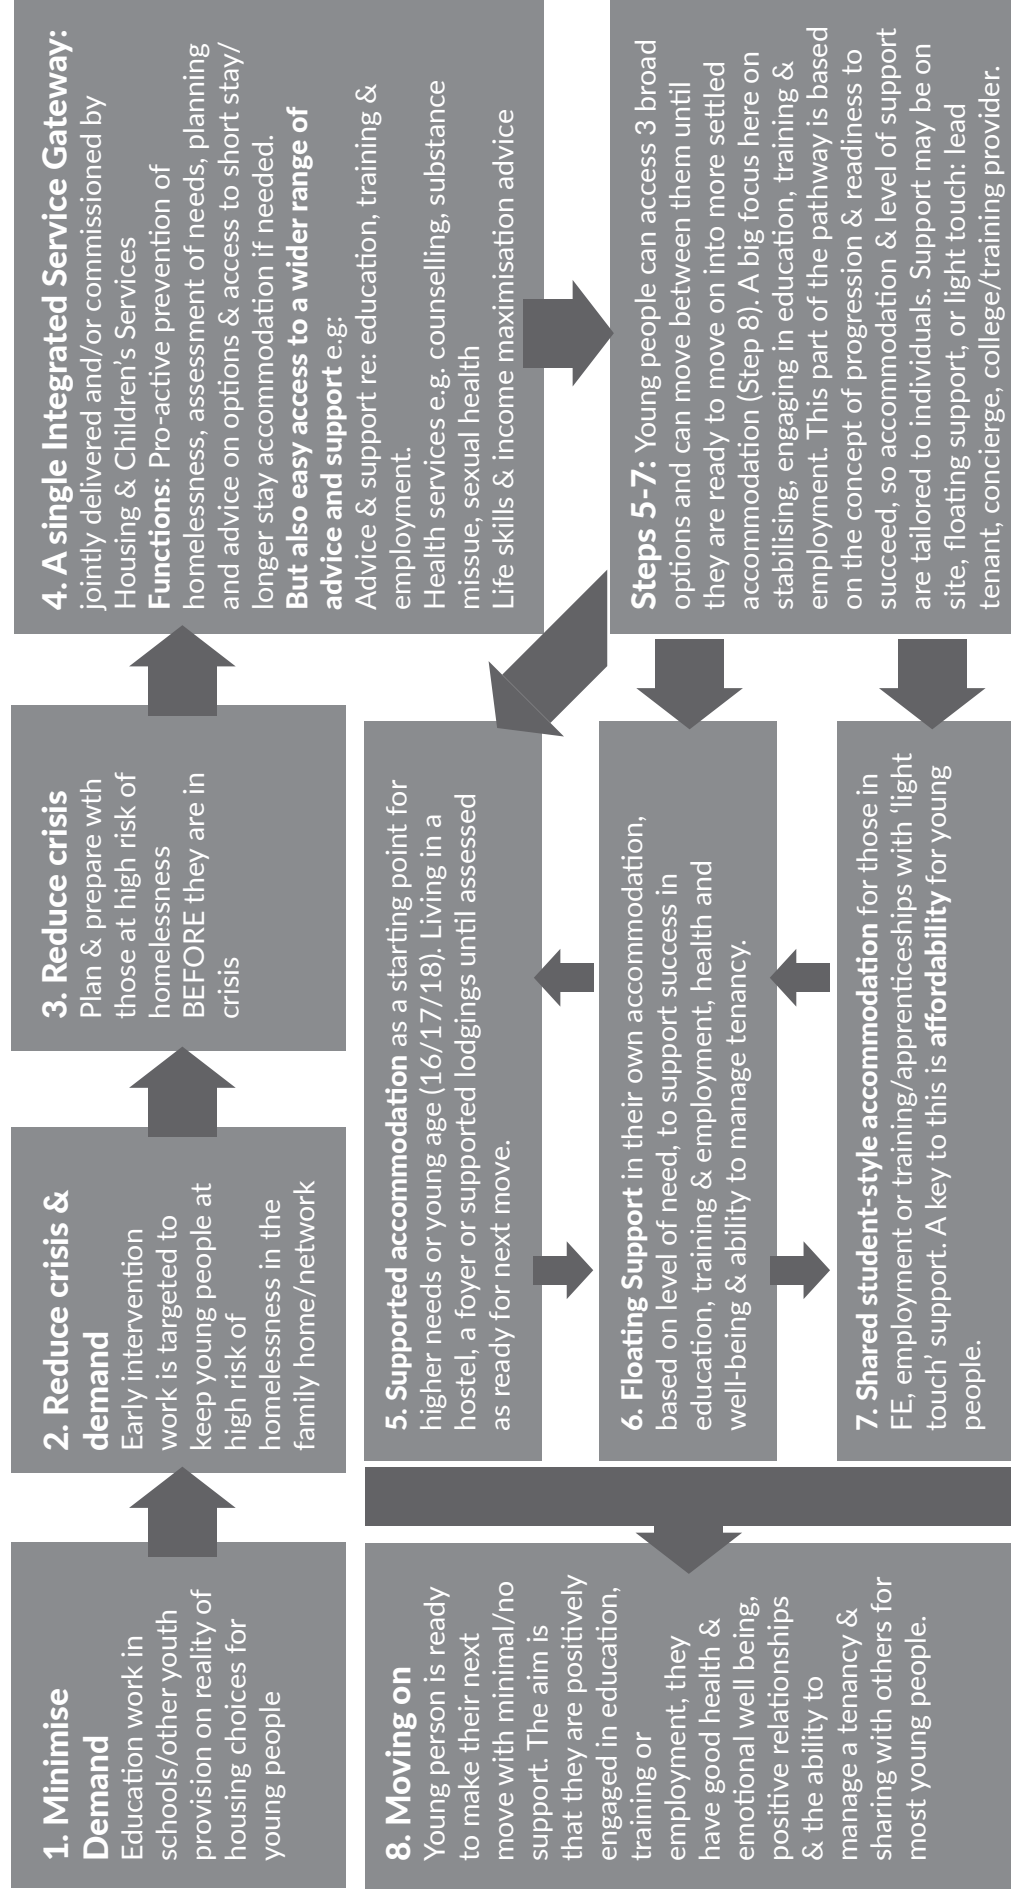 1. Minimise
Demand
Education work in
schools/other youth
provision on reality of
housing choices for
young people
2. Reduce crisis &
demand
Early intervention
work is targeted to
keep young people at
high risk of
homelessness in the
family home/network
3. Reduce crisis
Plan & prepare wth
those at high risk of
homelessness
BEFORE they are in
crisis
4. A single Integrated Service Gateway:
jointly delivered and/or commissioned by
Housing & Children's Services
Functions: Pro-active prevention of
homelessness, assessment of needs, planning
and advice on options & access to short stay/
longer stay accommodation if needed.
But also easy access to a wider range of
advice and support e.g:
Advice & support re: education, training &
employment.
Health services e.g. counselling, substance
missue, sexual health
Life skills & income maximisation advice
Steps 5-7: Young people can access 3 broad
options and can move between them until
they are ready to move on into more settled
accommodation (Step 8). A big focus here on
stabilising, engaging in education, training &
employment. This part of the pathway is based
on the concept of progression & readiness to
succeed, so accommodation & level of support
are tailored to individuals. Support may be on
site, floating support, or light touch: lead
tenant, concierge, college/training provider.
5. Supported accommodation as a starting point for
higher needs or young age (16/17/18). Living in a
hostel, a foyer or supported lodgings until assessed
as ready for next move.
6. Floating Support in their own accommodation,
based on level of need, to support success in
education, training & employment, health and
well-being & ability to manage tenancy.
7. Shared student-style accommodation for those in
FE, employment or training/apprenticeships with 'light
touch' support. A key to this is affordability for young
people.
8. Moving on
Young person is ready
to make their next
move with minimal/no
support. The aim is
that they are positively
engaged in education,
training or
employment, they
have good health &
emotional well being,
positive relationships
& the ability to
manage a tenancy &
sharing with others for
most young people.